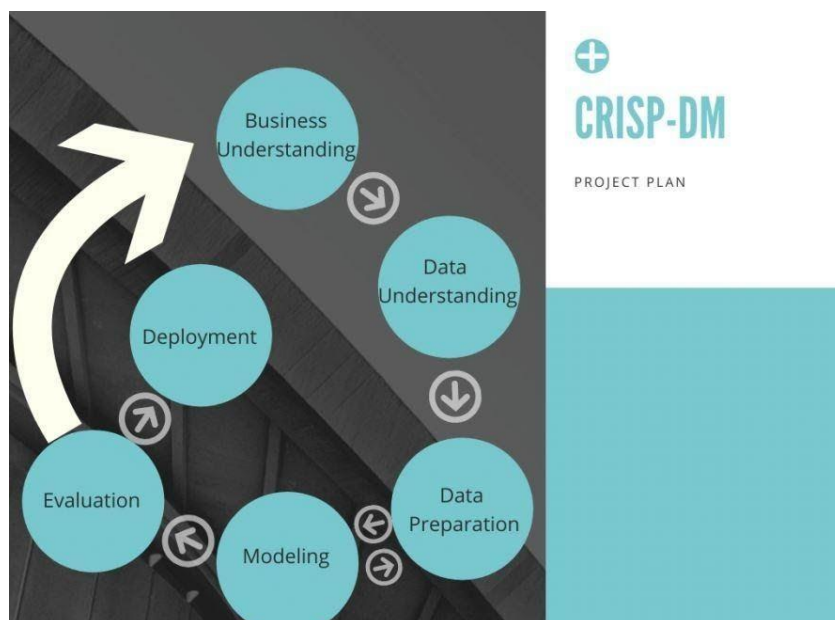 CRISP-DM
PROJECT PLAN
Business
Understanding
Data
Understanding
Data
Preparation
Modeling
Evaluation
Deployment